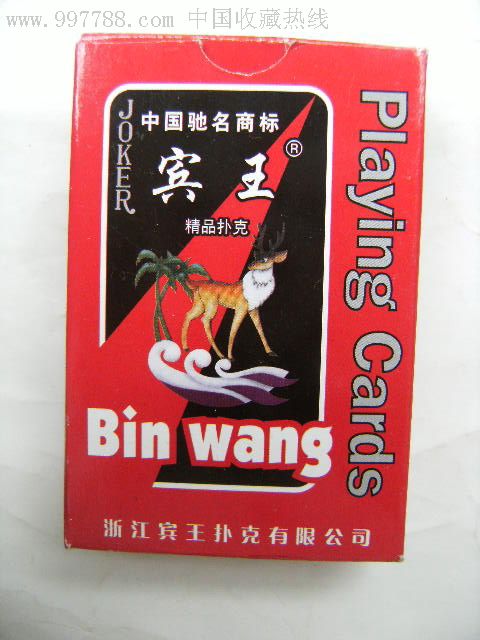 www.997788.com 中国收藏热线
JOKER
中国驰名商标
宾王®
精品扑克
Playing Cards
Bin wang
浙江宾王扑克有限公司